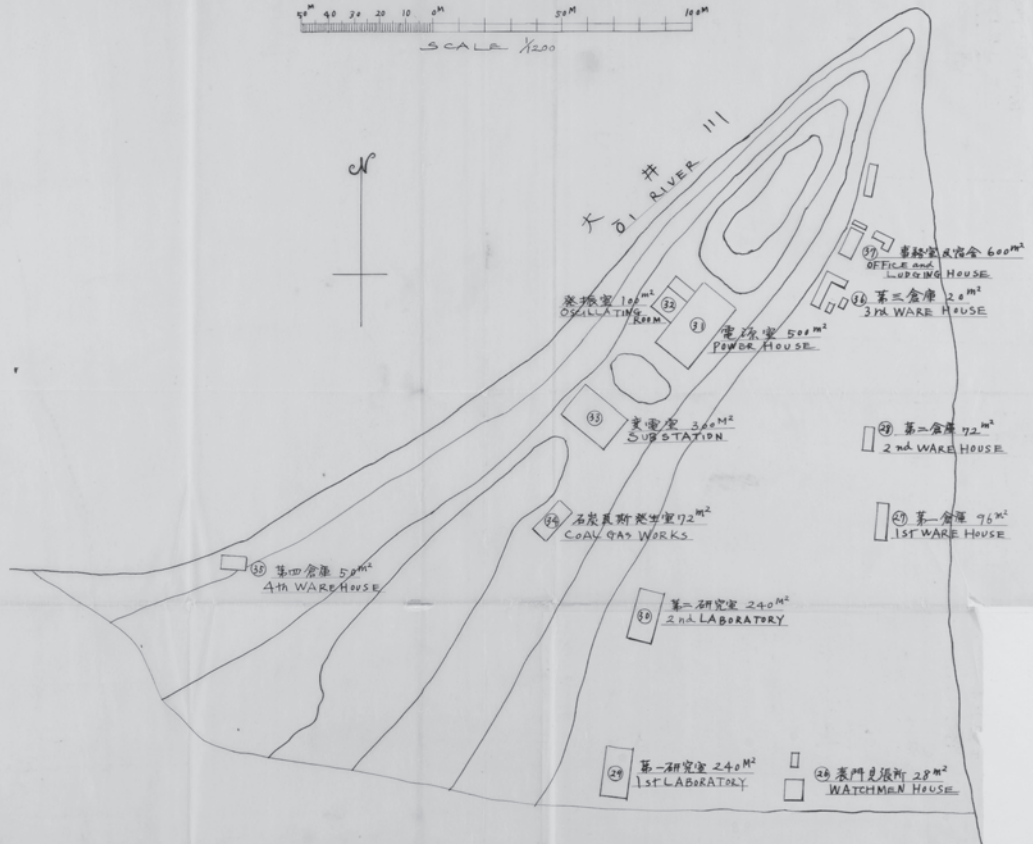 50M 40 30 20 10 0M 50M 100M
SCALE 1/1200
N
大井川
ŌI RIVER
㊲ 事務室及宿舎 600m²
OFFICE and
LUDGING HOUSE
発振室 100m²
OSCILLATING
ROOM
㉜
㉛
㊱ 第三倉庫 20m²
3rd WARE HOUSE
電源室 500m²
POWER HOUSE
㉝
変電室 300M²
SUBSTATION
㉘ 第二倉庫 72m²
2nd WARE HOUSE
㉞ 石炭瓦斯発生室 72m²
COAL GAS WORKS
㉗ 第一倉庫 96m²
1ST WARE HOUSE
㉟ 第四倉庫 50m²
4th WAREHOUSE
㉚ 第二研究室 240M²
2nd LABORATORY
㉙ 第一研究室 240M²
1ST LABORATORY
㉖ 表門見張所 28m²
WATCHMEN HOUSE